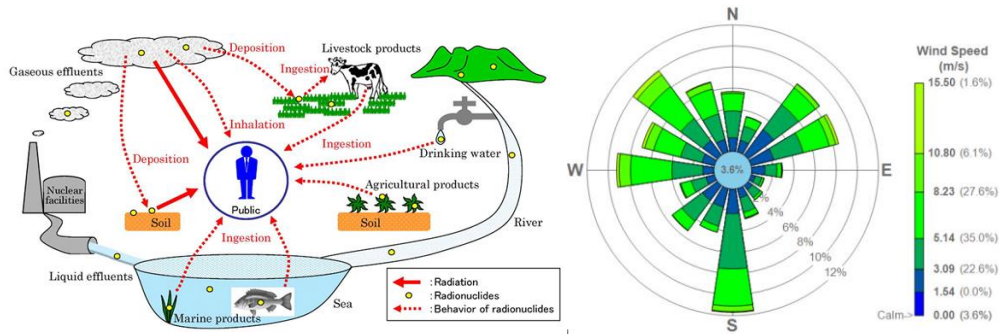 Gaseous effluents
Deposition
Livestock products
Ingestion
Inhalation
Ingestion
Drinking water
Deposition
Nuclear
facilities
Public
Agricultural products
Soil
Soil
River
Ingestion
Liquid effluents
Sea
Marine products
: Radiation
: Radionuclides
: Behavior of radionuclides
N
W
E
S
3.6%
2%
4%
6%
8%
10%
12%
Wind Speed
(m/s)
15.50 (1.6%)
10.80 (6.1%)
8.23 (27.6%)
5.14 (35.0%)
3.09 (22.6%)
1.54 (0.0%)
Calm-> 0.00 (3.6%)